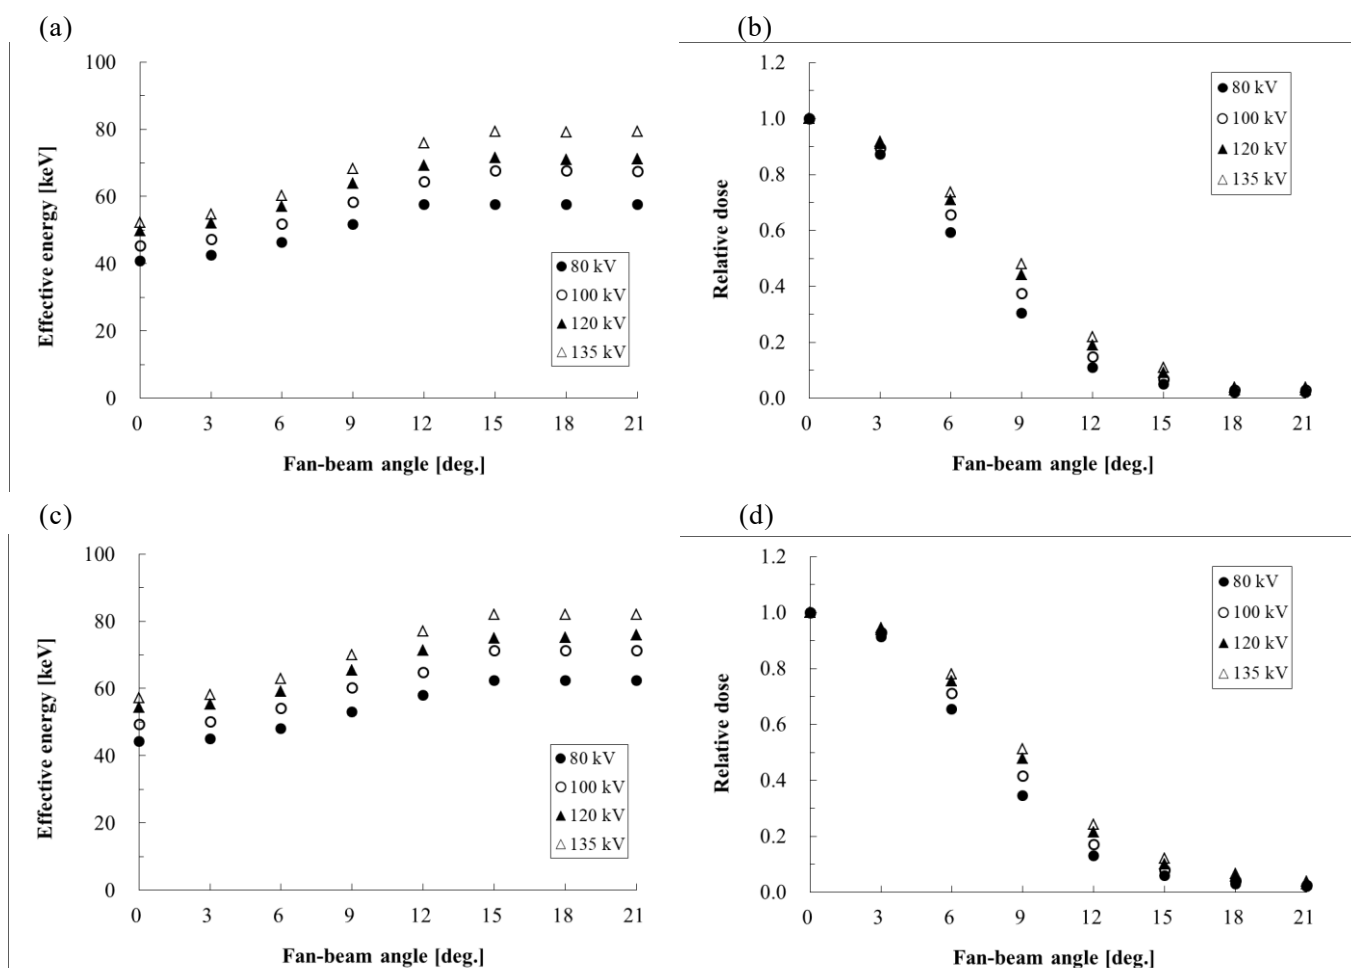 (a)
100
80
60
40
20
0
Effective energy [keV]
80 kV
100 kV
120 kV
135 kV
0 3 6 9 12 15 18 21
Fan-beam angle [deg.]
(b)
1.2
1.0
0.8
0.6
0.4
0.2
0.0
Relative dose
80 kV
100 kV
120 kV
135 kV
0 3 6 9 12 15 18 21
Fan-beam angle [deg.]
(c)
100
80
60
40
20
0
Effective energy [keV]
80 kV
100 kV
120 kV
135 kV
0 3 6 9 12 15 18 21
Fan-beam angle [deg.]
(d)
1.2
1.0
0.8
0.6
0.4
0.2
0.0
Relative dose
80 kV
100 kV
120 kV
135 kV
0 3 6 9 12 15 18 21
Fan-beam angle [deg.]